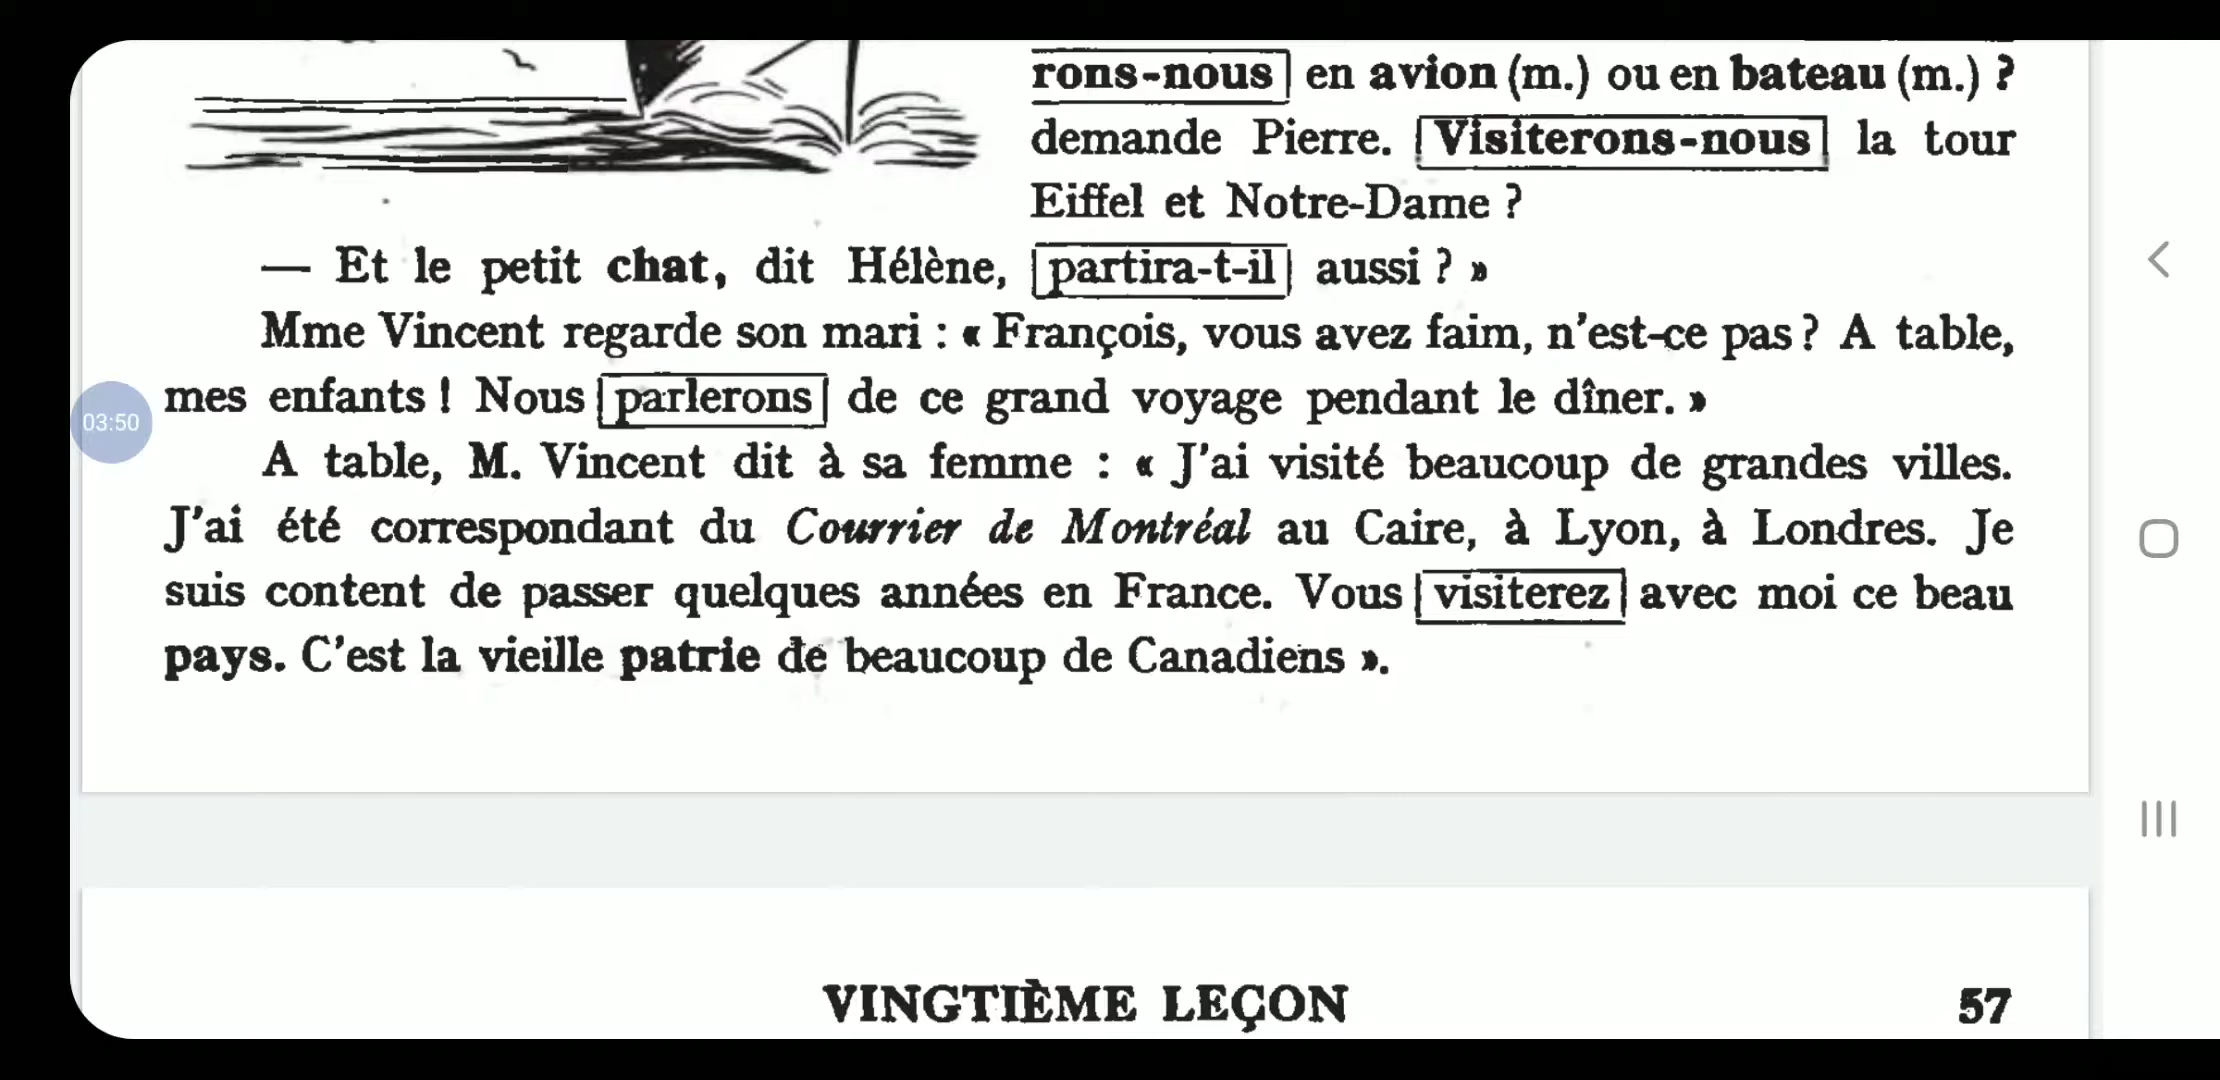 rons-nous en avion (m.) ou en bateau (m.) ?
demande Pierre. Visiterons-nous la tour
Eiffel et Notre-Dame ?
— Et le petit chat, dit Hélène, partira-t-il aussi ? »
Mme Vincent regarde son mari : « François, vous avez faim, n'est-ce pas ? A table,
mes enfants ! Nous parlerons de ce grand voyage pendant le dîner. »
03:50
A table, M. Vincent dit à sa femme : « J'ai visité beaucoup de grandes villes.
J'ai été correspondant du Courrier de Montréal au Caire, à Lyon, à Londres. Je
suis content de passer quelques années en France. Vous visiterez avec moi ce beau
pays. C'est la vieille patrie de beaucoup de Canadiens ».
VINGTIÈME LEÇON 57